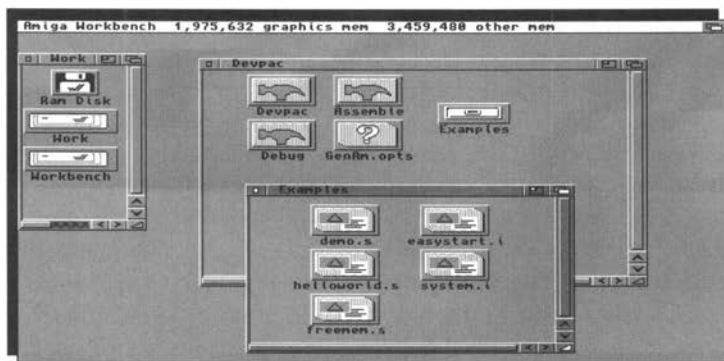 Amiga Workbench 1,975,632 graphics mem 3,459,480 other mem
Work
Ram Disk
Work
Workbench
Devpac
Devpac
Assemble
Debug
GenAm.opts
Examples
Examples
demo.s
easystart.i
helloworld.s
system.i
freemem.s